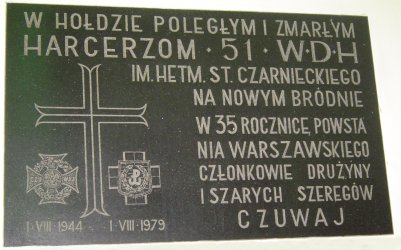 W HOŁDZIE POLEGŁYM I ZMARŁYM
HARCERZOM · 51 · W·D·H
IM. HETM. ST. CZARNIECKIEGO
NA NOWYM BRÓDNIE
W 35 ROCZNICĘ, POWSTA
NIA WARSZAWSKIEGO
CZŁONKOWIE DRUŻYNY
I SZARYCH SZEREGÓW
CZUWAJ
1·VIII·1944 1·VIII·1979